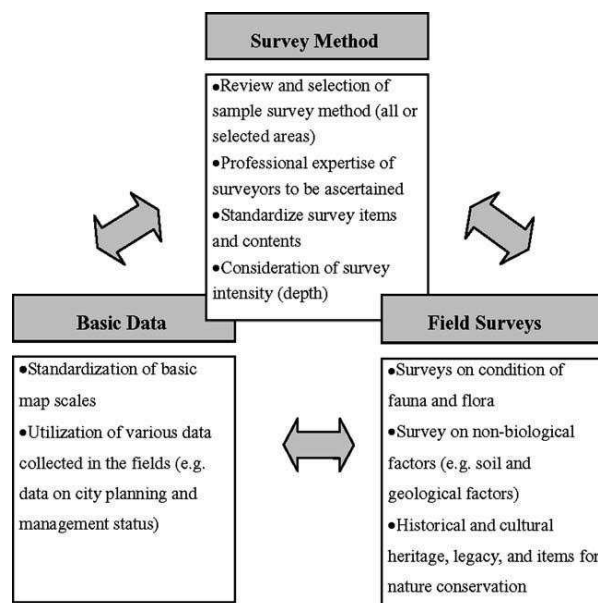 Survey Method
●Review and selection of
sample survey method (all or
selected areas)
●Professional expertise of
surveyors to be ascertained
●Standardize survey items
and contents
●Consideration of survey
intensity (depth)
Basic Data
●Standardization of basic
map scales
●Utilization of various data
collected in the fields (e.g.
data on city planning and
management status)
Field Surveys
●Surveys on condition of
fauna and flora
●Survey on non-biological
factors (e.g. soil and
geological factors)
●Historical and cultural
heritage, legacy, and items for
nature conservation